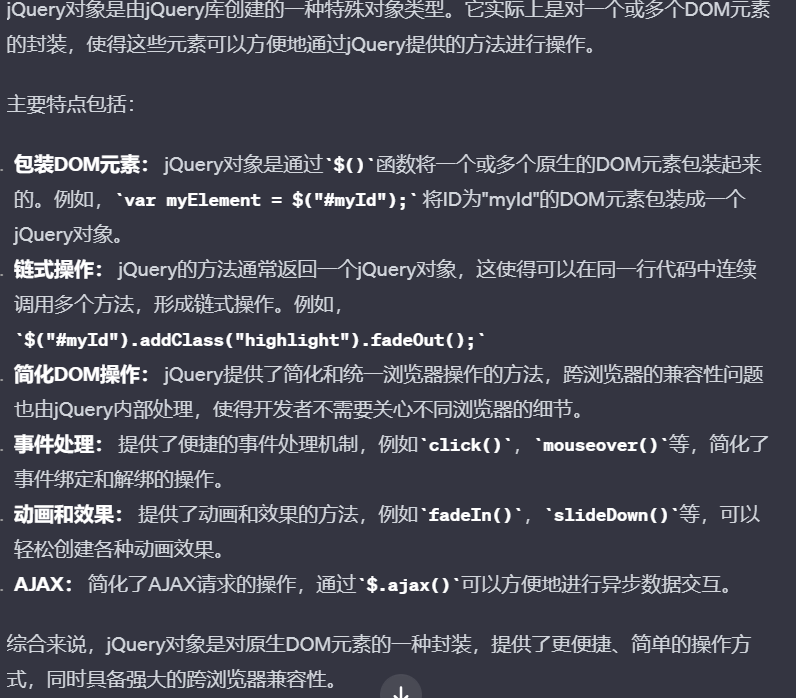 jQuery对象是由jQuery库创建的一种特殊对象类型。它实际上是对一个或多个DOM元素
的封装，使得这些元素可以方便地通过jQuery提供的方法进行操作。
主要特点包括：
包装DOM元素： jQuery对象是通过`$()`函数将一个或多个原生的DOM元素包装起来
的。例如，`var myElement = $("#myId");`将ID为"myId"的DOM元素包装成一个
jQuery对象。
链式操作： jQuery的方法通常返回一个jQuery对象，这使得可以在同一行代码中连续
调用多个方法，形成链式操作。例如，
`$("#myId").addClass("highlight").fadeOut();`
简化DOM操作： jQuery提供了简化和统一浏览器操作的方法，跨浏览器的兼容性问题
也由jQuery内部处理，使得开发者不需要关心不同浏览器的细节。
事件处理： 提供了便捷的事件处理机制，例如`click()`，`mouseover()`等，简化了
事件绑定和解绑的操作。
动画和效果： 提供了动画和效果的方法，例如`fadeIn()`，`slideDown()`等，可以
轻松创建各种动画效果。
AJAX： 简化了AJAX请求的操作，通过`$.ajax()`可以方便地进行异步数据交互。
综合来说，jQuery对象是对原生DOM元素的一种封装，提供了更便捷、简单的操作方
式，同时具备强大的跨浏览器兼容性。